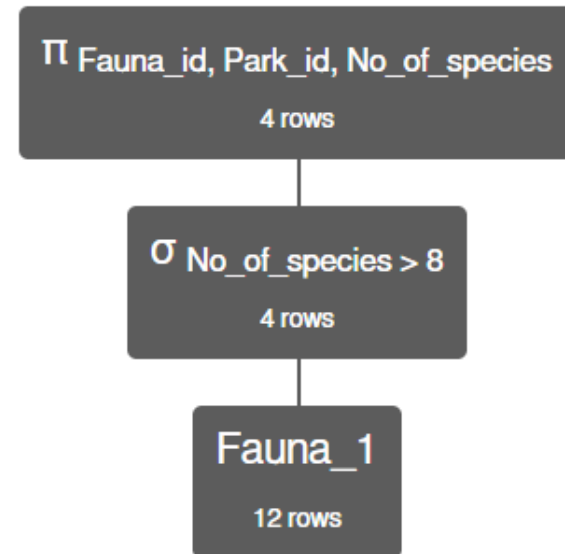 π Fauna_id, Park_id, No_of_species
4 rows
σ No_of_species > 8
4 rows
Fauna_1
12 rows